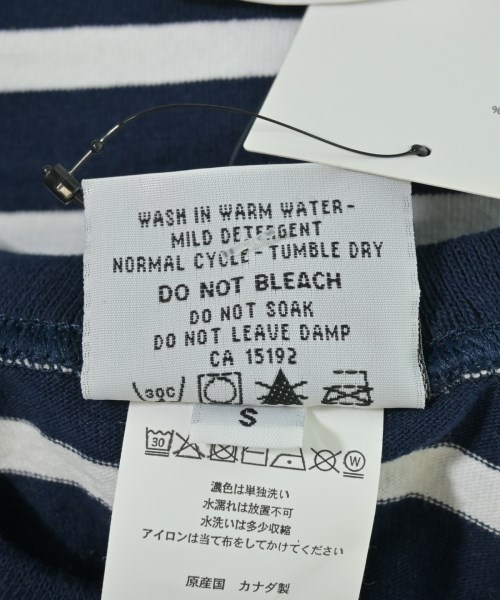 %
WASH IN WARM WATER-
MILD DETERGENT
NORMAL CYCLE - TUMBLE DRY
DO NOT BLEACH
DO NOT SOAK
DO NOT LEAVE DAMP
CA 15192
30C
S
30
W
濃色は単独洗い
水濡れは放置不可
水洗いは多少収縮
アイロンは当て布をしてかけてください
原産国 カナダ製